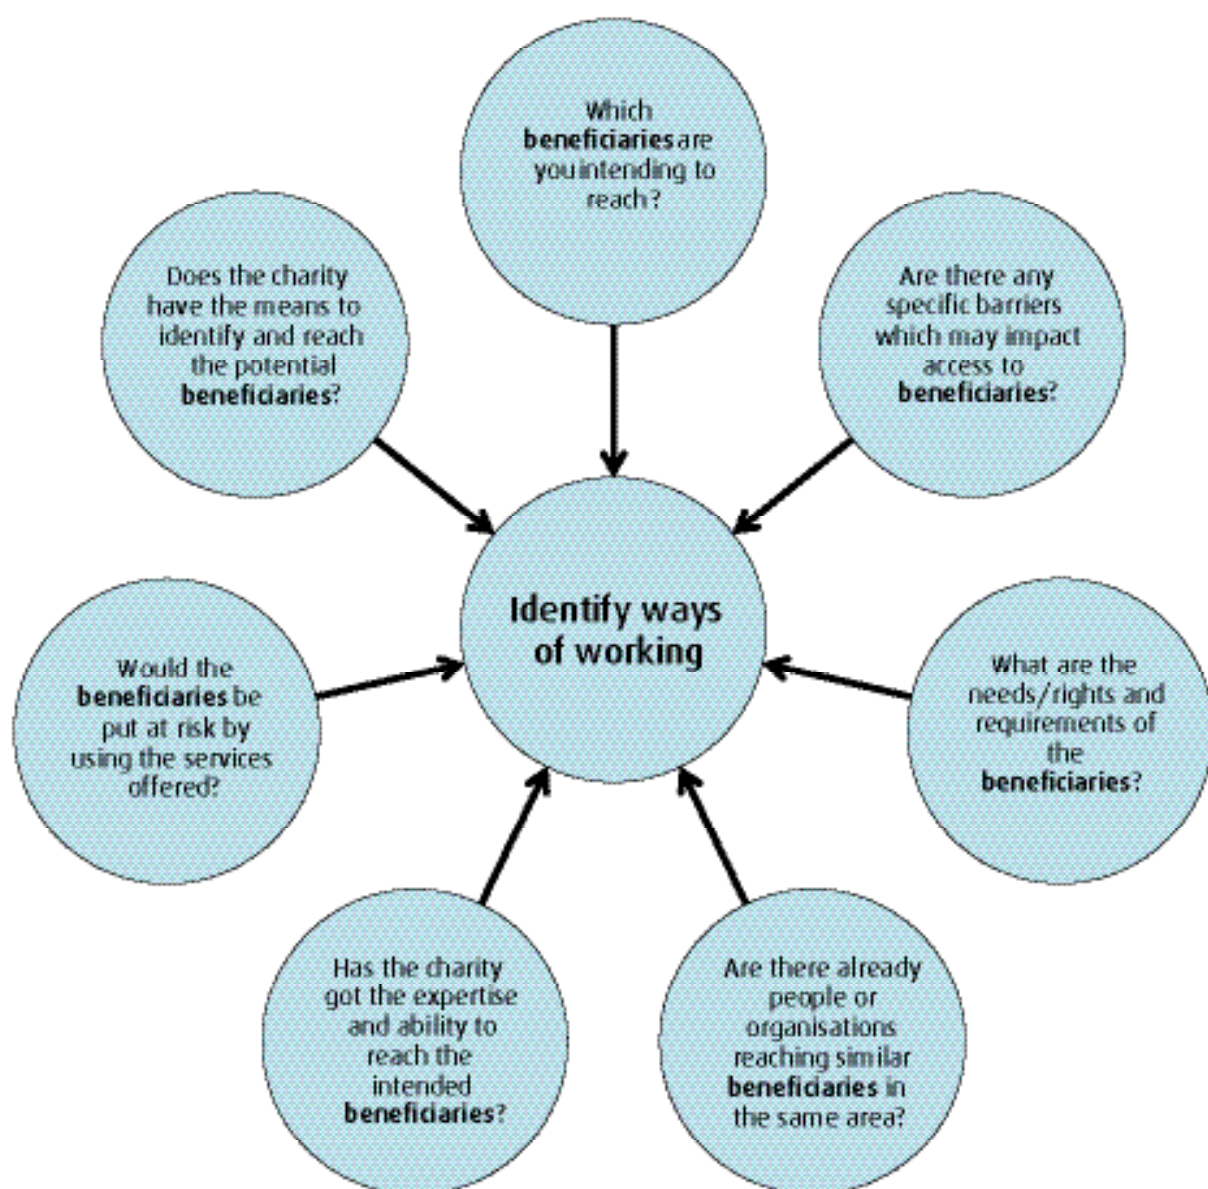 Which
beneficiaries are
you intending to
reach?
Are there any
specific barriers
which may impact
access to
beneficiaries?
What are the
needs/rights and
requirements of
the
beneficiaries?
Are there already
people or
organisations
reaching similar
beneficiaries in
the same area?
Has the charity
got the expertise
and ability to
reach the
intended
beneficiaries?
Would the
beneficiaries be
put at risk by
using the services
offered?
Does the charity
have the means to
identify and reach
the potential
beneficiaries?
Identify ways
of working